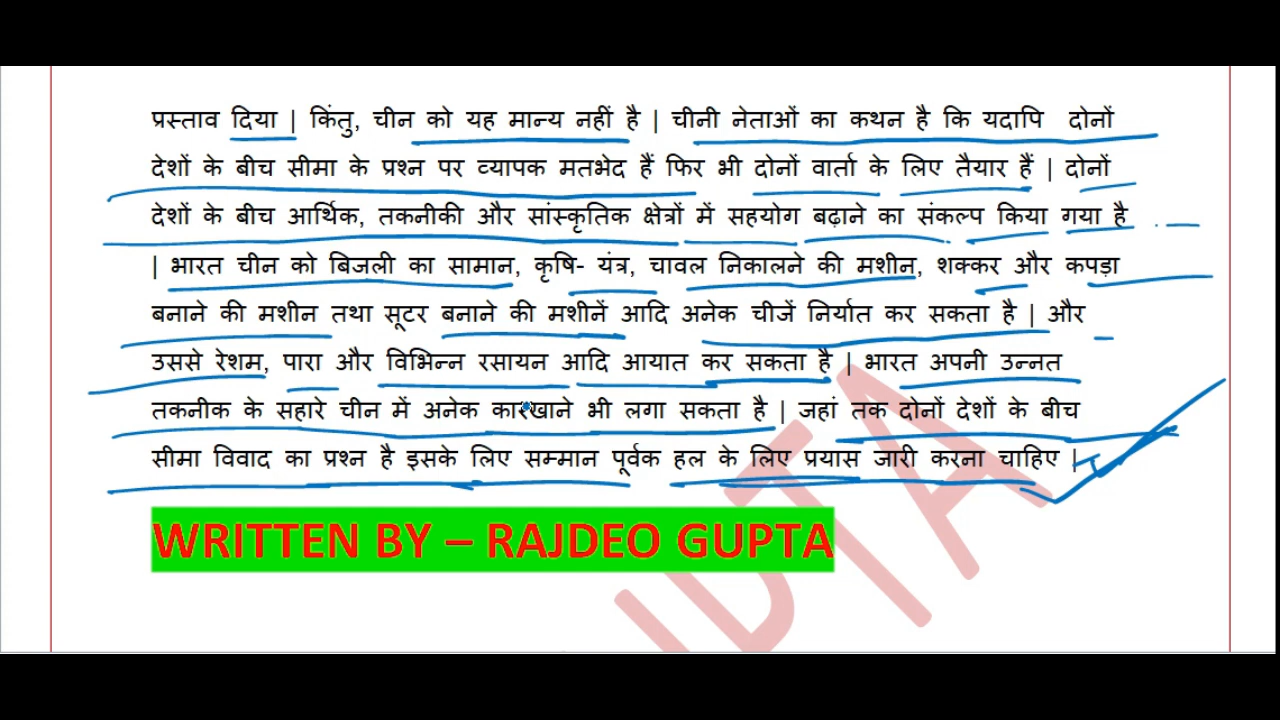 प्रस्ताव दिया | किंतु, चीन को यह मान्य नहीं है | चीनी नेताओं का कथन है कि यदापि दोनों
देशों के बीच सीमा के प्रश्न पर व्यापक मतभेद हैं फिर भी दोनों वार्ता के लिए तैयार हैं | दोनों
देशों के बीच आर्थिक, तकनीकी और सांस्कृतिक क्षेत्रों में सहयोग बढ़ाने का संकल्प किया गया है
| भारत चीन को बिजली का सामान, कृषि- यंत्र, चावल निकालने की मशीन, शक्कर और कपड़ा
बनाने की मशीन तथा सूटर बनाने की मशीनें आदि अनेक चीजें निर्यात कर सकता है | और
उससे रेशम, पारा और विभिन्न रसायन आदि आयात कर सकता है | भारत अपनी उन्नत
तकनीक के सहारे चीन में अनेक कारखाने भी लगा सकता है | जहां तक दोनों देशों के बीच
सीमा विवाद का प्रश्न है इसके लिए सम्मान पूर्वक हल के लिए प्रयास जारी करना चाहिए |
WRITTEN BY – RAJDEO GUPTA